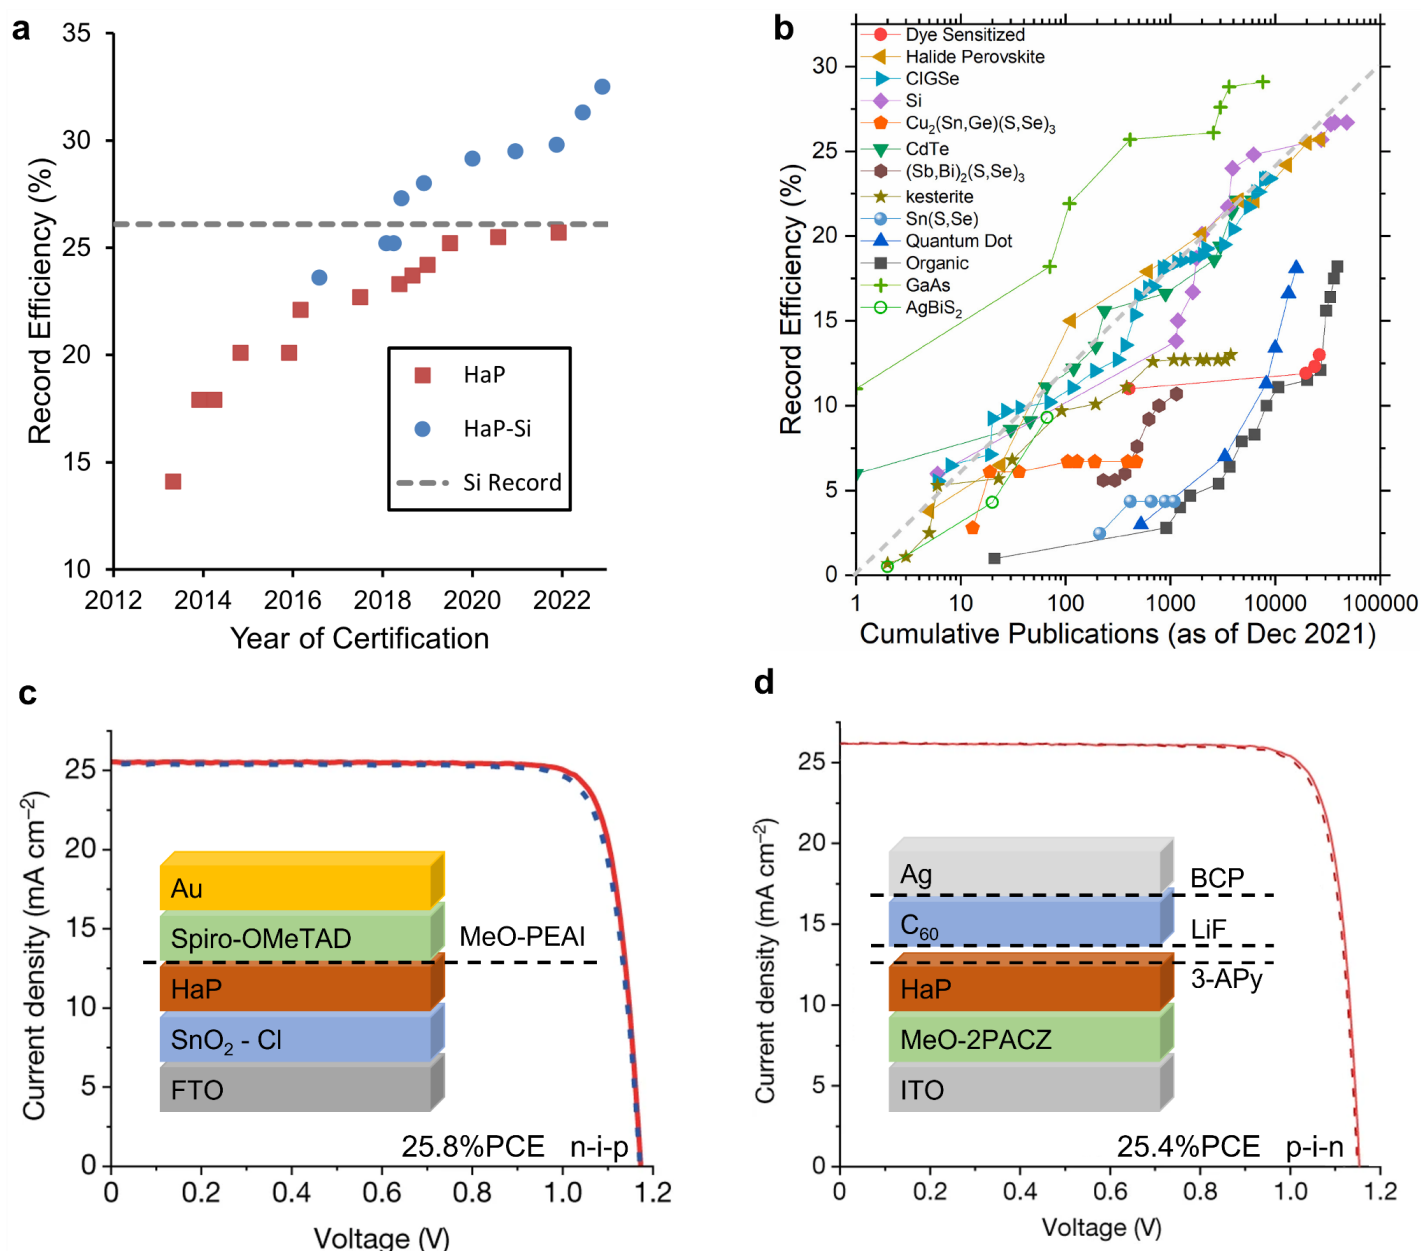 a
35
30
25
20
15
10
Record Efficiency (%)
HaP
HaP-Si
Si Record
2012 2014 2016 2018 2020 2022
Year of Certification
b
Dye Sensitized
Halide Perovskite
CIGSe
Si
Cu₂(Sn,Ge)(S,Se)₃
CdTe
(Sb,Bi)₂(S,Se)₃
kesterite
Sn(S,Se)
Quantum Dot
Organic
GaAs
AgBiS₂
30
25
20
15
10
5
0
Record Efficiency (%)
1 10 100 1000 10000 100000
Cumulative Publications (as of Dec 2021)
c
25
20
15
10
5
0
Current density (mA cm⁻²)
Au
Spiro-OMeTAD
MeO-PEAI
HaP
SnO₂ - Cl
FTO
25.8%PCE n-i-p
0 0.2 0.4 0.6 0.8 1.0 1.2
Voltage (V)
d
25
20
15
10
5
0
Current density (mA cm⁻²)
Ag
BCP
C₆₀
LiF
3-APy
HaP
MeO-2PACZ
ITO
25.4%PCE p-i-n
0 0.2 0.4 0.6 0.8 1.0 1.2
Voltage (V)